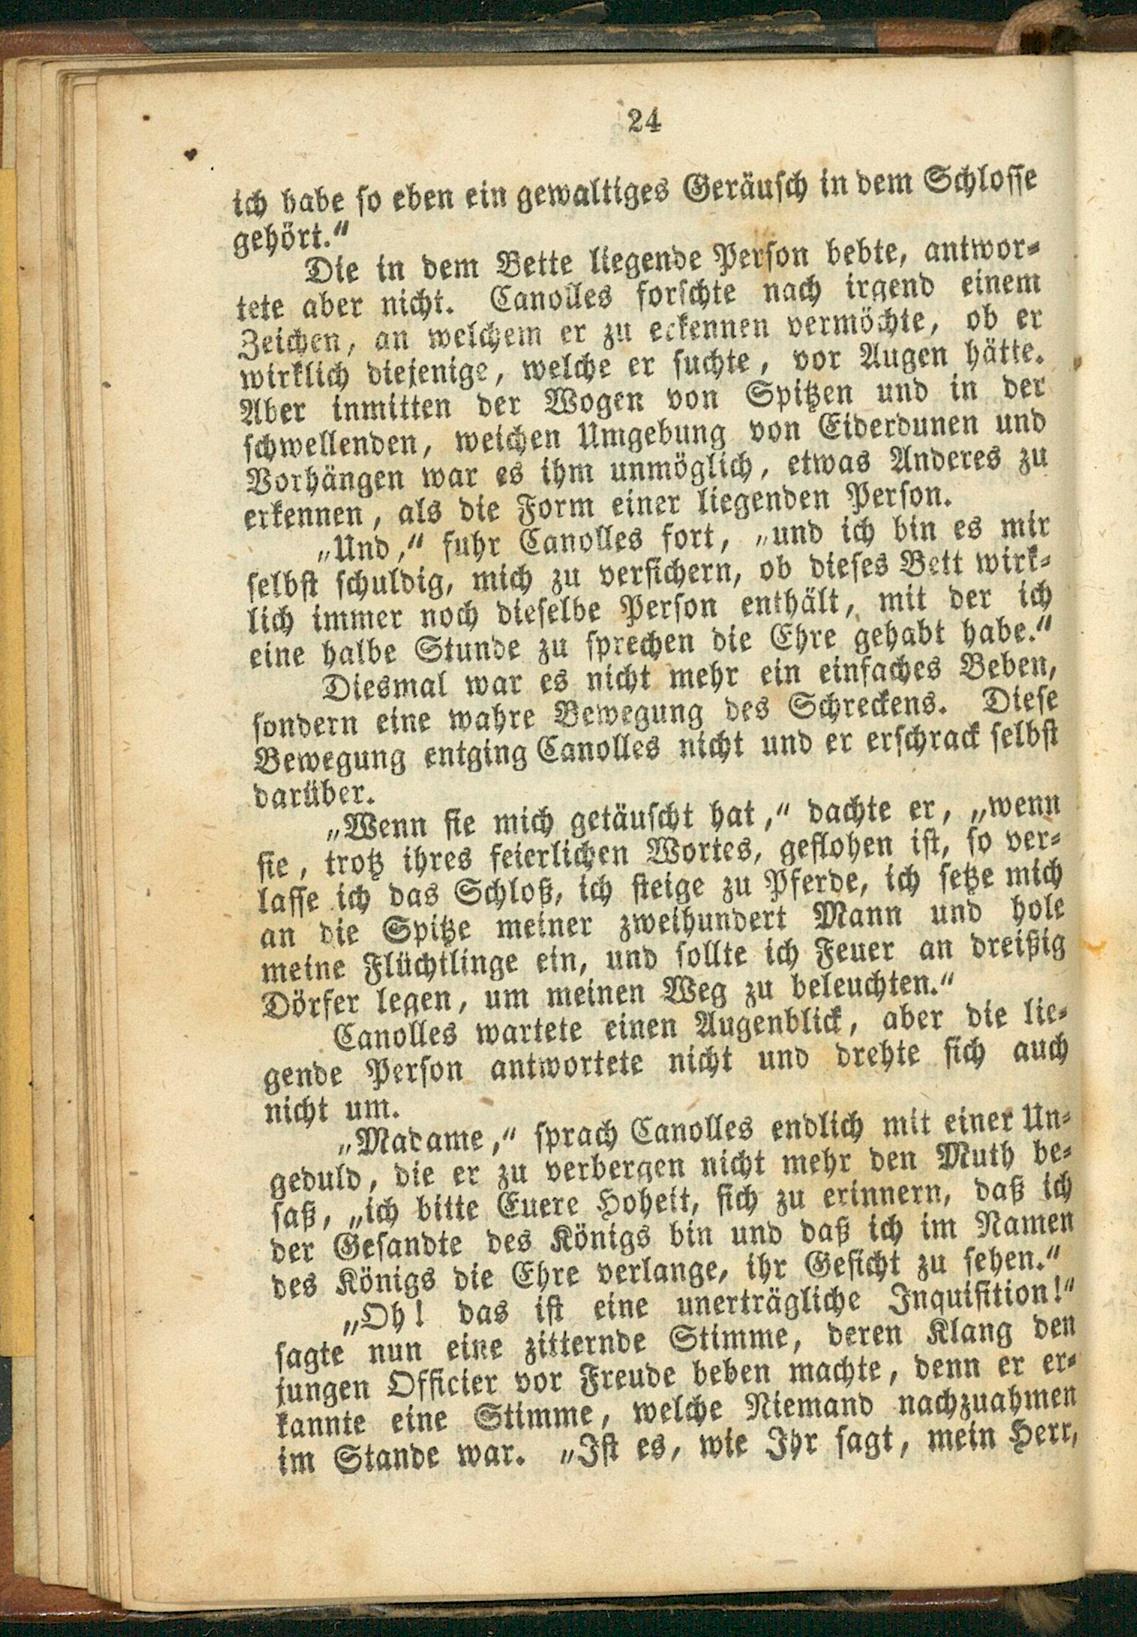 24
ich habe so eben ein gewaltiges Geräusch in dem Schlosse
gehört.“
Die in dem Bette liegende Person bebte, antwor-
tete aber nicht. Canolles forschte nach irgend einem
Zeichen, an welchem er zu erkennen vermöchte, ob er
wirklich diejenige, welche er suchte, vor Augen hätte.
Aber inmitten der Wogen von Spitzen und in der
schwellenden, weichen Umgebung von Eiderdunen und
Vorhängen war es ihm unmöglich, etwas Anderes zu
erkennen, als die Form einer liegenden Person.
„Und,“ fuhr Canolles fort, „und ich bin es mir
selbst schuldig, mich zu versichern, ob dieses Bett wirk-
lich immer noch dieselbe Person enthält, mit der ich
eine halbe Stunde zu sprechen die Ehre gehabt habe.“
Diesmal war es nicht mehr ein einfaches Beben,
sondern eine wahre Bewegung des Schreckens. Diese
Bewegung entging Canolles nicht und er erschrack selbst
darüber.
„Wenn sie mich getäuscht hat,“ dachte er, „wenn
sie, trotz ihres feierlichen Wortes, geflohen ist, so ver-
lasse ich das Schloß, ich steige zu Pferde, ich setze mich
an die Spitze meiner zweihundert Mann und hole
meine Flüchtlinge ein, und sollte ich Feuer an dreißig
Dörfer legen, um meinen Weg zu beleuchten.“
Canolles wartete einen Augenblick, aber die lie-
gende Person antwortete nicht und drehte sich auch
nicht um.
„Madame,“ sprach Canolles endlich mit einer Un-
geduld, die er zu verbergen nicht mehr den Muth be-
saß, „ich bitte Euere Hoheit, sich zu erinnern, daß ich
der Gesandte des Königs bin und daß ich im Namen
des Königs die Ehre verlange, ihr Gesicht zu sehen.“
„Oh! das ist eine unerträgliche Inquisition!“
sagte nun eine zitternde Stimme, deren Klang den
jungen Officier vor Freude beben machte, denn er er-
kannte eine Stimme, welche Niemand nachzuahmen
im Stande war. „Ist es, wie Ihr sagt, mein Herr,